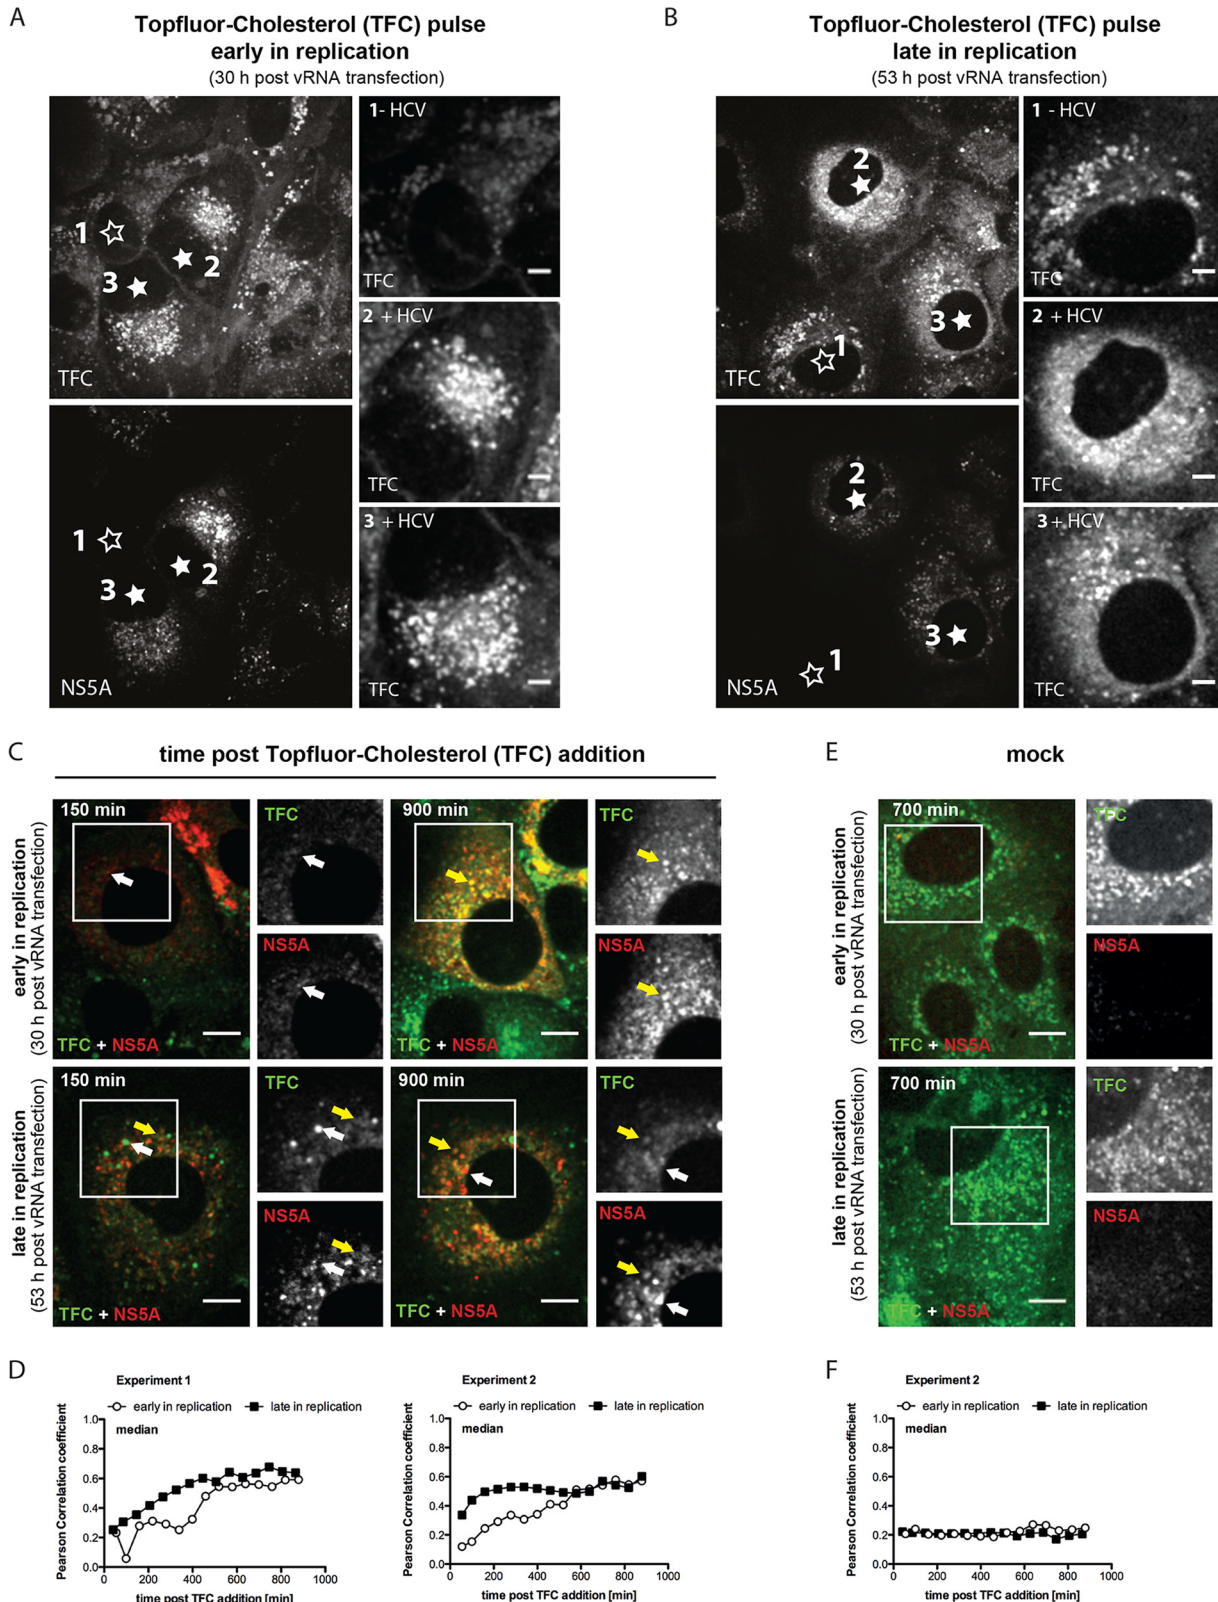 A
Topfluor-Cholesterol (TFC) pulse
early in replication
(30 h post vRNA transfection)
1
2
3
TFC
1
2
3
NS5A
1- HCV
TFC
2 + HCV
TFC
3 + HCV
TFC
B
Topfluor-Cholesterol (TFC) pulse
late in replication
(53 h post vRNA transfection)
2
3
1
TFC
2
3
1
NS5A
1 - HCV
TFC
2 + HCV
TFC
3 + HCV
TFC
C
time post Topfluor-Cholesterol (TFC) addition
early in replication
(30 h post vRNA transfection)
150 min
TFC + NS5A
TFC
NS5A
900 min
TFC + NS5A
TFC
NS5A
late in replication
(53 h post vRNA transfection)
150 min
TFC + NS5A
TFC
NS5A
900 min
TFC + NS5A
TFC
NS5A
E
mock
early in replication
(30 h post vRNA transfection)
700 min
TFC + NS5A
TFC
NS5A
late in replication
(53 h post vRNA transfection)
700 min
TFC + NS5A
TFC
NS5A
D
Experiment 1
early in replication
late in replication
median
Pearson Correlation coefficient
1.0
0.8
0.6
0.4
0.2
0.0
0
200
400
600
800
1000
time post TFC addition [min]
Experiment 2
early in replication
late in replication
median
Pearson Correlation coefficient
1.0
0.8
0.6
0.4
0.2
0.0
0
200
400
600
800
1000
time post TFC addition [min]
F
Experiment 2
early in replication
late in replication
median
Pearson Correlation coefficient
1.0
0.8
0.6
0.4
0.2
0.0
0
200
400
600
800
1000
time post TFC addition [min]